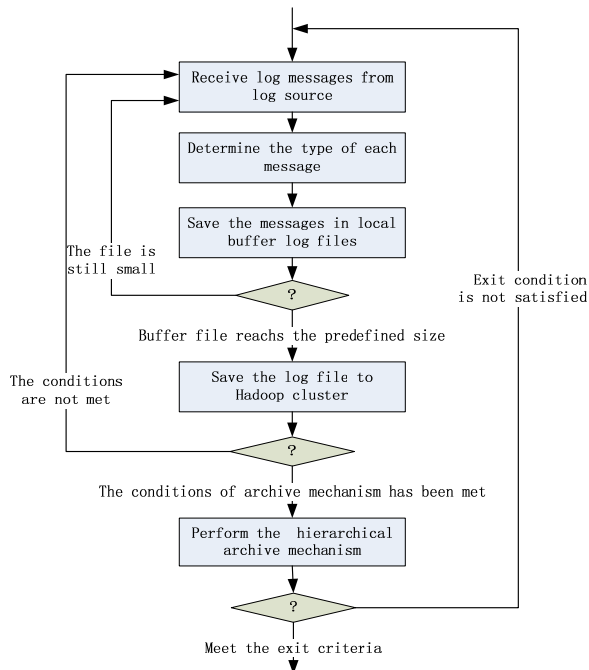 Receive log messages from
log source
Determine the type of each
message
Save the messages in local
buffer log files
The file is
still small
?
Exit condition
is not satisfied
Buffer file reachs the predefined size
Save the log file to
Hadoop cluster
The conditions
are not met
?
The conditions of archive mechanism has been met
Perform the hierarchical
archive mechanism
?
Meet the exit criteria